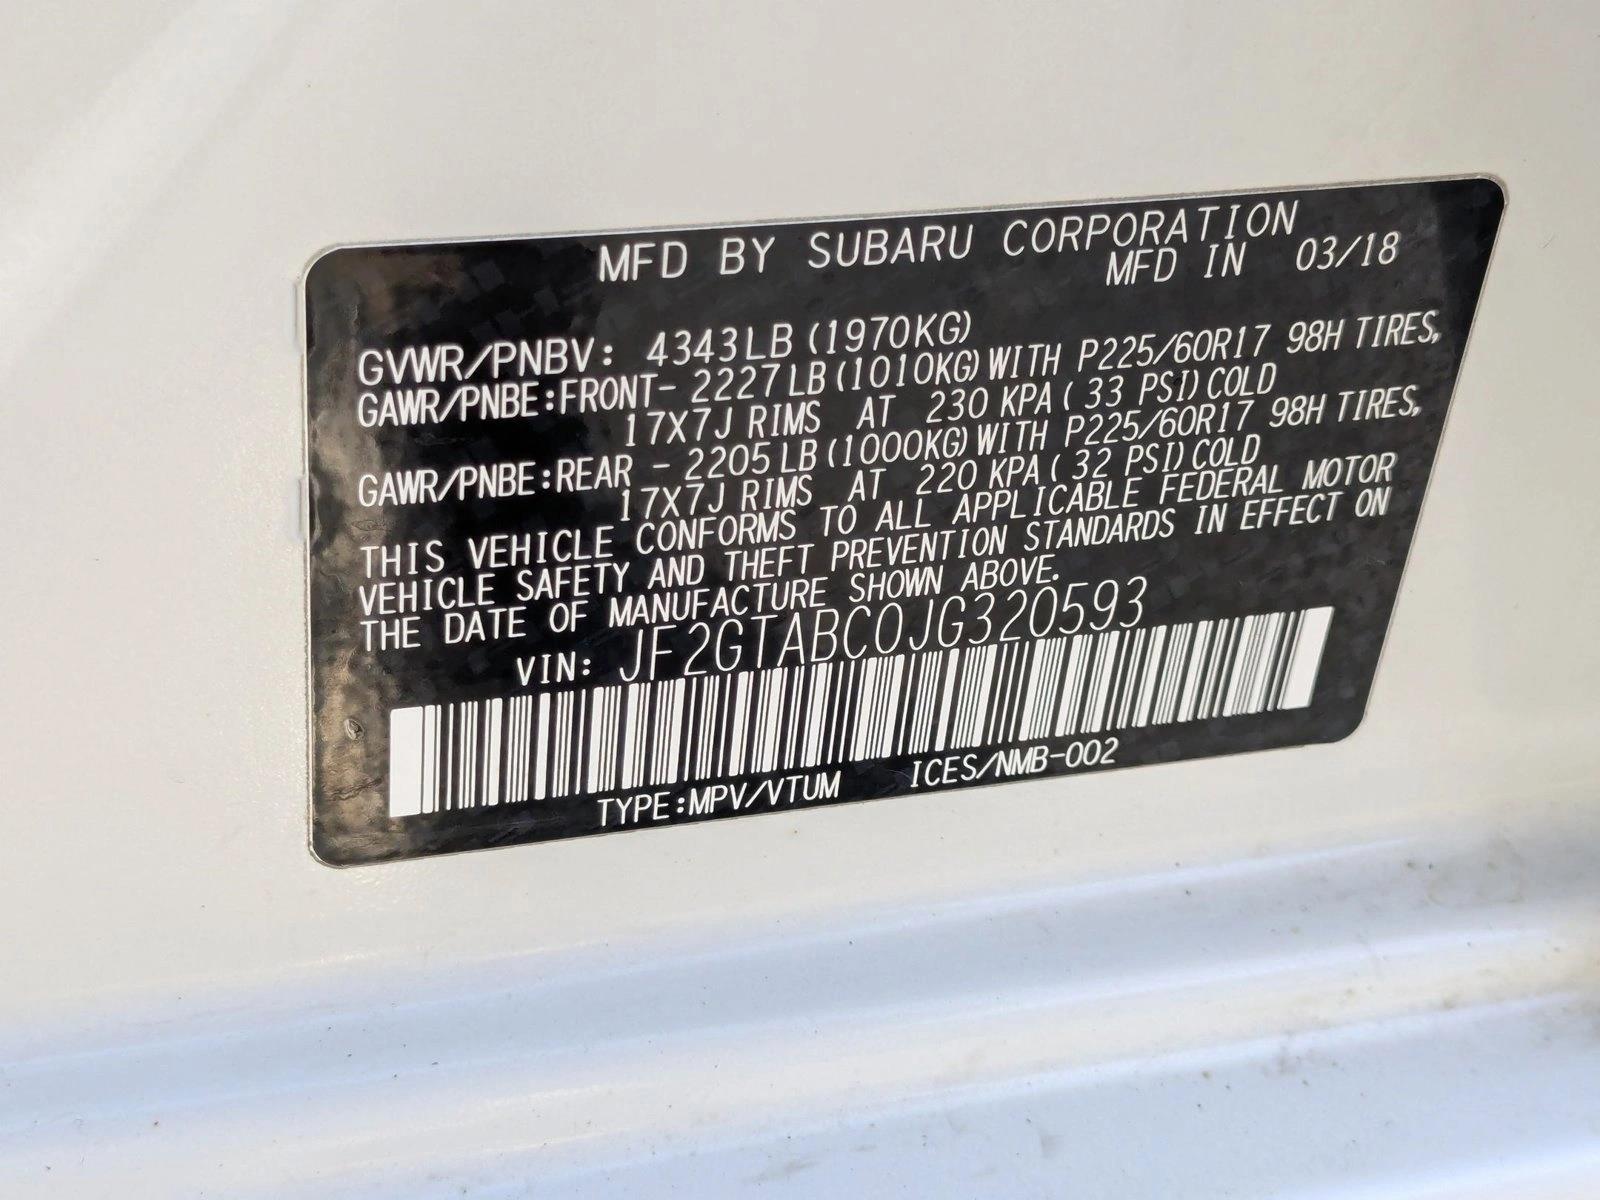 MFD BY SUBARU CORPORATION
MFD IN 03/18
GVWR/PNBV: 4343LB (1970KG)
GAWR/PNBE:FRONT- 2227LB(1010KG)WITH P225/60R17 98H TIRES,
17X7J RIMS AT 230 KPA( 33 PSI)COLD
GAWR/PNBE:REAR - 2205LB(1000KG)WITH P225/60R17 98H TIRES,
17X7J RIMS AT 220 KPA( 32 PSI)COLD
THIS VEHICLE CONFORMS TO ALL APPLICABLE FEDERAL MOTOR
VEHICLE SAFETY AND THEFT PREVENTION STANDARDS IN EFFECT ON
THE DATE OF MANUFACTURE SHOWN ABOVE.
VIN: JF2GTABC0JG320593
TYPE:MPV/VTUM ICES/NMB-002